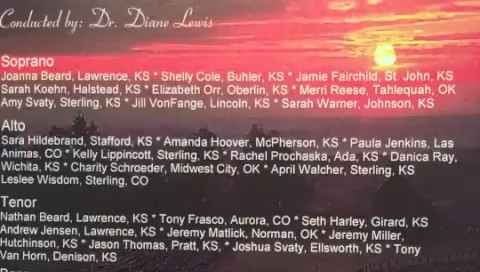 Conducted by: Dr. Diane Lewis
Soprano
Joanna Beard, Lawrence, KS * Shelly Cole, Buhler, KS * Jamie Fairchild, St. John, KS
Sarah Koehn, Halstead, KS * Elizabeth Orr, Oberlin, KS * Merri Reese, Tahlequah, OK
Amy Svaty, Sterling, KS * Jill VonFange, Lincoln, KS * Sarah Warner, Johnson, KS
Alto
Sara Hildebrand, Stafford, KS * Amanda Hoover, McPherson, KS * Paula Jenkins, Las
Animas, CO * Kelly Lippincott, Sterling, KS * Rachel Prochaska, Ada, KS * Danica Ray,
Wichita, KS * Charity Schroeder, Midwest City, OK * April Walcher, Sterling, KS
Leslee Wisdom, Sterling, CO
Tenor
Nathan Beard, Lawrence, KS * Tony Frasco, Aurora, CO * Seth Harley, Girard, KS
Andrew Jensen, Lawrence, KS * Jeremy Matlick, Norman, OK * Jeremy Miller,
Hutchinson, KS * Jason Thomas, Pratt, KS, * Joshua Svaty, Ellsworth, KS * Tony
Van Horn, Denison, KS